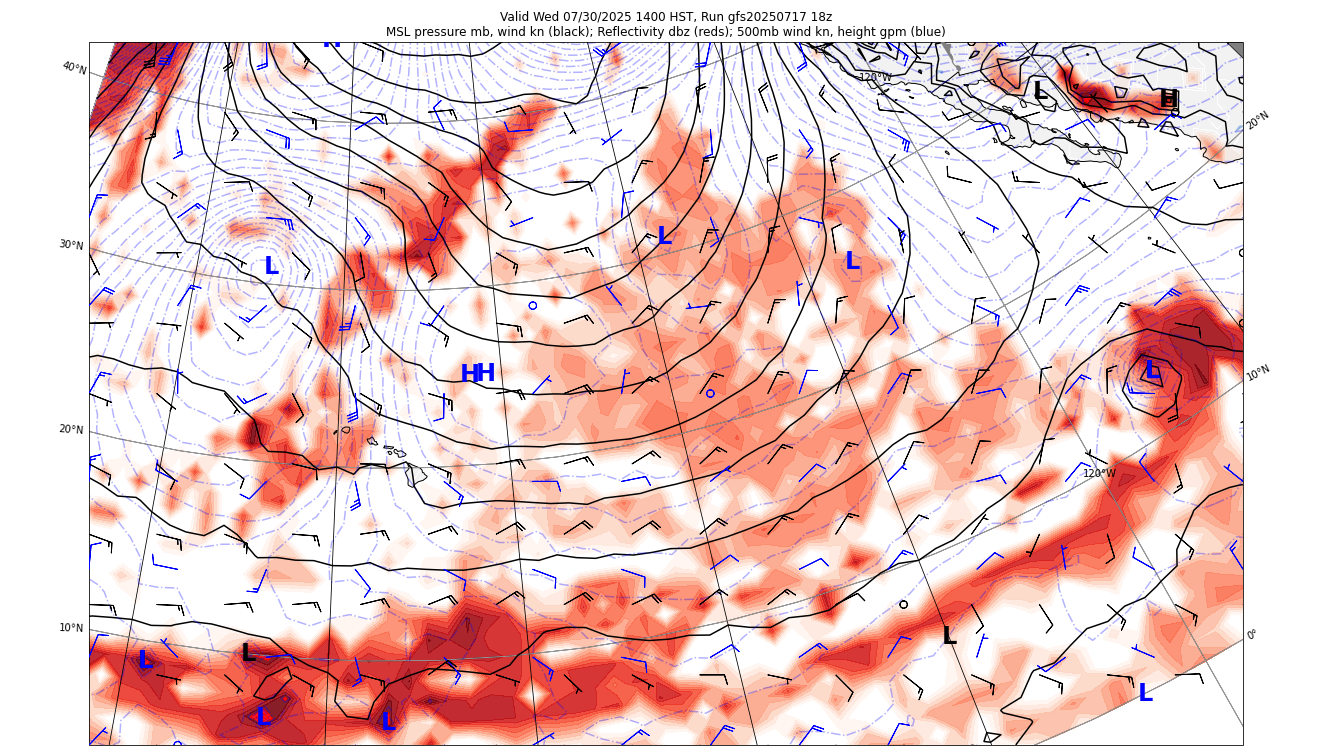 Valid Wed 07/30/2025 1400 HST, Run gfs20250717 18z
MSL pressure mb, wind kn (black); Reflectivity dbz (reds); 500mb wind kn, height gpm (blue)
H
40°N
120°W
L
H
20°N
30°N
L
L
L
H
H
L
10°N
20°N
120°W
10°N
L
0°
L
L
L
L
L